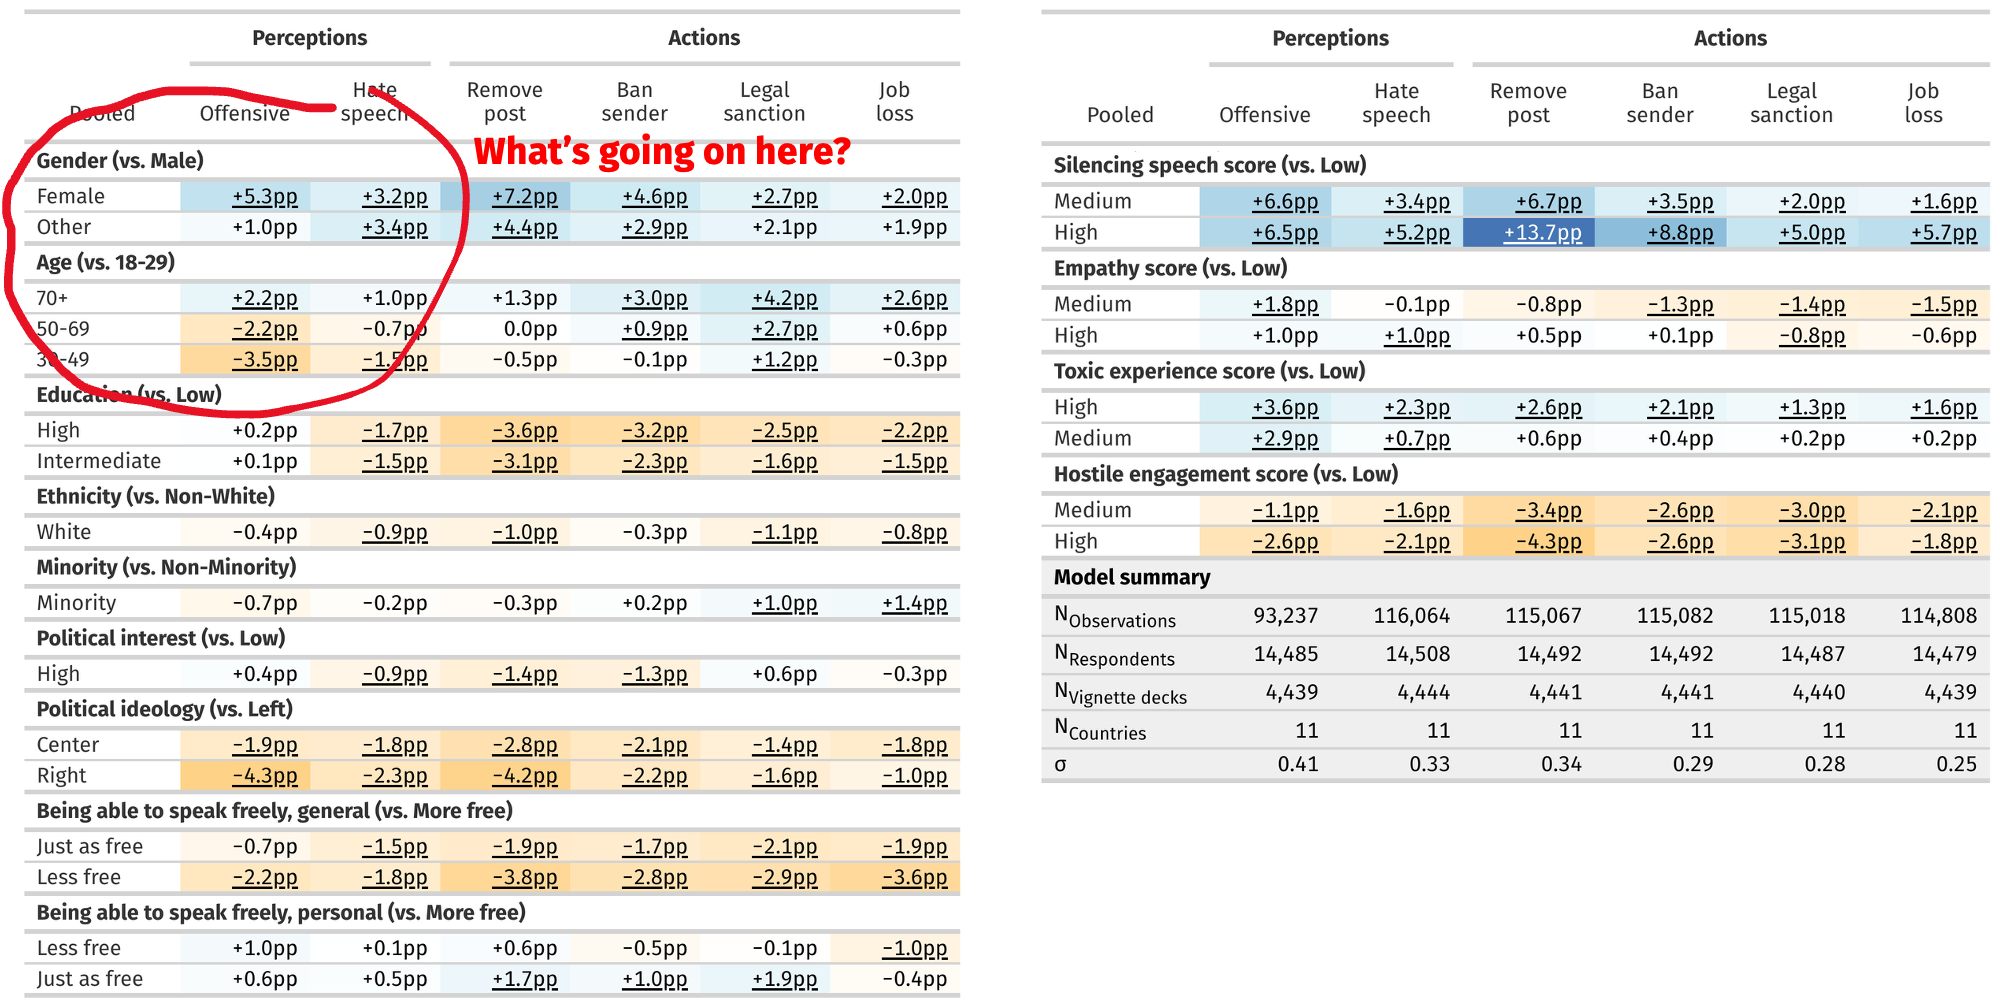 Perceptions Actions
Pooled Offensive Hate speech Remove post Ban sender Legal sanction Job loss
What's going on here?
Gender (vs. Male)
Female +5.3pp +3.2pp +7.2pp +4.6pp +2.7pp +2.0pp
Other +1.0pp +3.4pp +4.4pp +2.9pp +2.1pp +1.9pp
Age (vs. 18-29)
70+ +2.2pp +1.0pp +1.3pp +3.0pp +4.2pp +2.6pp
50-69 −2.2pp −0.7pp 0.0pp +0.9pp +2.7pp +0.6pp
30-49 −3.5pp −1.5pp −0.5pp −0.1pp +1.2pp −0.3pp
Education (vs. Low)
High +0.2pp −1.7pp −3.6pp −3.2pp −2.5pp −2.2pp
Intermediate +0.1pp −1.5pp −3.1pp −2.3pp −1.6pp −1.5pp
Ethnicity (vs. Non-White)
White −0.4pp −0.9pp −1.0pp −0.3pp −1.1pp −0.8pp
Minority (vs. Non-Minority)
Minority −0.7pp −0.2pp −0.3pp +0.2pp +1.0pp +1.4pp
Political interest (vs. Low)
High +0.4pp −0.9pp −1.4pp −1.3pp +0.6pp −0.3pp
Political ideology (vs. Left)
Center −1.9pp −1.8pp −2.8pp −2.1pp −1.4pp −1.8pp
Right −4.3pp −2.3pp −4.2pp −2.2pp −1.6pp −1.0pp
Being able to speak freely, general (vs. More free)
Just as free −0.7pp −1.5pp −1.9pp −1.7pp −2.1pp −1.9pp
Less free −2.2pp −1.8pp −3.8pp −2.8pp −2.9pp −3.6pp
Being able to speak freely, personal (vs. More free)
Less free +1.0pp +0.1pp +0.6pp −0.5pp −0.1pp −1.0pp
Just as free +0.6pp +0.5pp +1.7pp +1.0pp +1.9pp −0.4pp
Perceptions Actions
Pooled Offensive Hate speech Remove post Ban sender Legal sanction Job loss
Silencing speech score (vs. Low)
Medium +6.6pp +3.4pp +6.7pp +3.5pp +2.0pp +1.6pp
High +6.5pp +5.2pp +13.7pp +8.8pp +5.0pp +5.7pp
Empathy score (vs. Low)
Medium +1.8pp −0.1pp −0.8pp −1.3pp −1.4pp −1.5pp
High +1.0pp +1.0pp +0.5pp +0.1pp −0.8pp −0.6pp
Toxic experience score (vs. Low)
High +3.6pp +2.3pp +2.6pp +2.1pp +1.3pp +1.6pp
Medium +2.9pp +0.7pp +0.6pp +0.4pp +0.2pp +0.2pp
Hostile engagement score (vs. Low)
Medium −1.1pp −1.6pp −3.4pp −2.6pp −3.0pp −2.1pp
High −2.6pp −2.1pp −4.3pp −2.6pp −3.1pp −1.8pp
Model summary
NObservations 93,237 116,064 115,067 115,082 115,018 114,808
NRespondents 14,485 14,508 14,492 14,492 14,487 14,479
NVignette decks 4,439 4,444 4,441 4,441 4,440 4,439
NCountries 11 11 11 11 11 11
σ 0.41 0.33 0.34 0.29 0.28 0.25